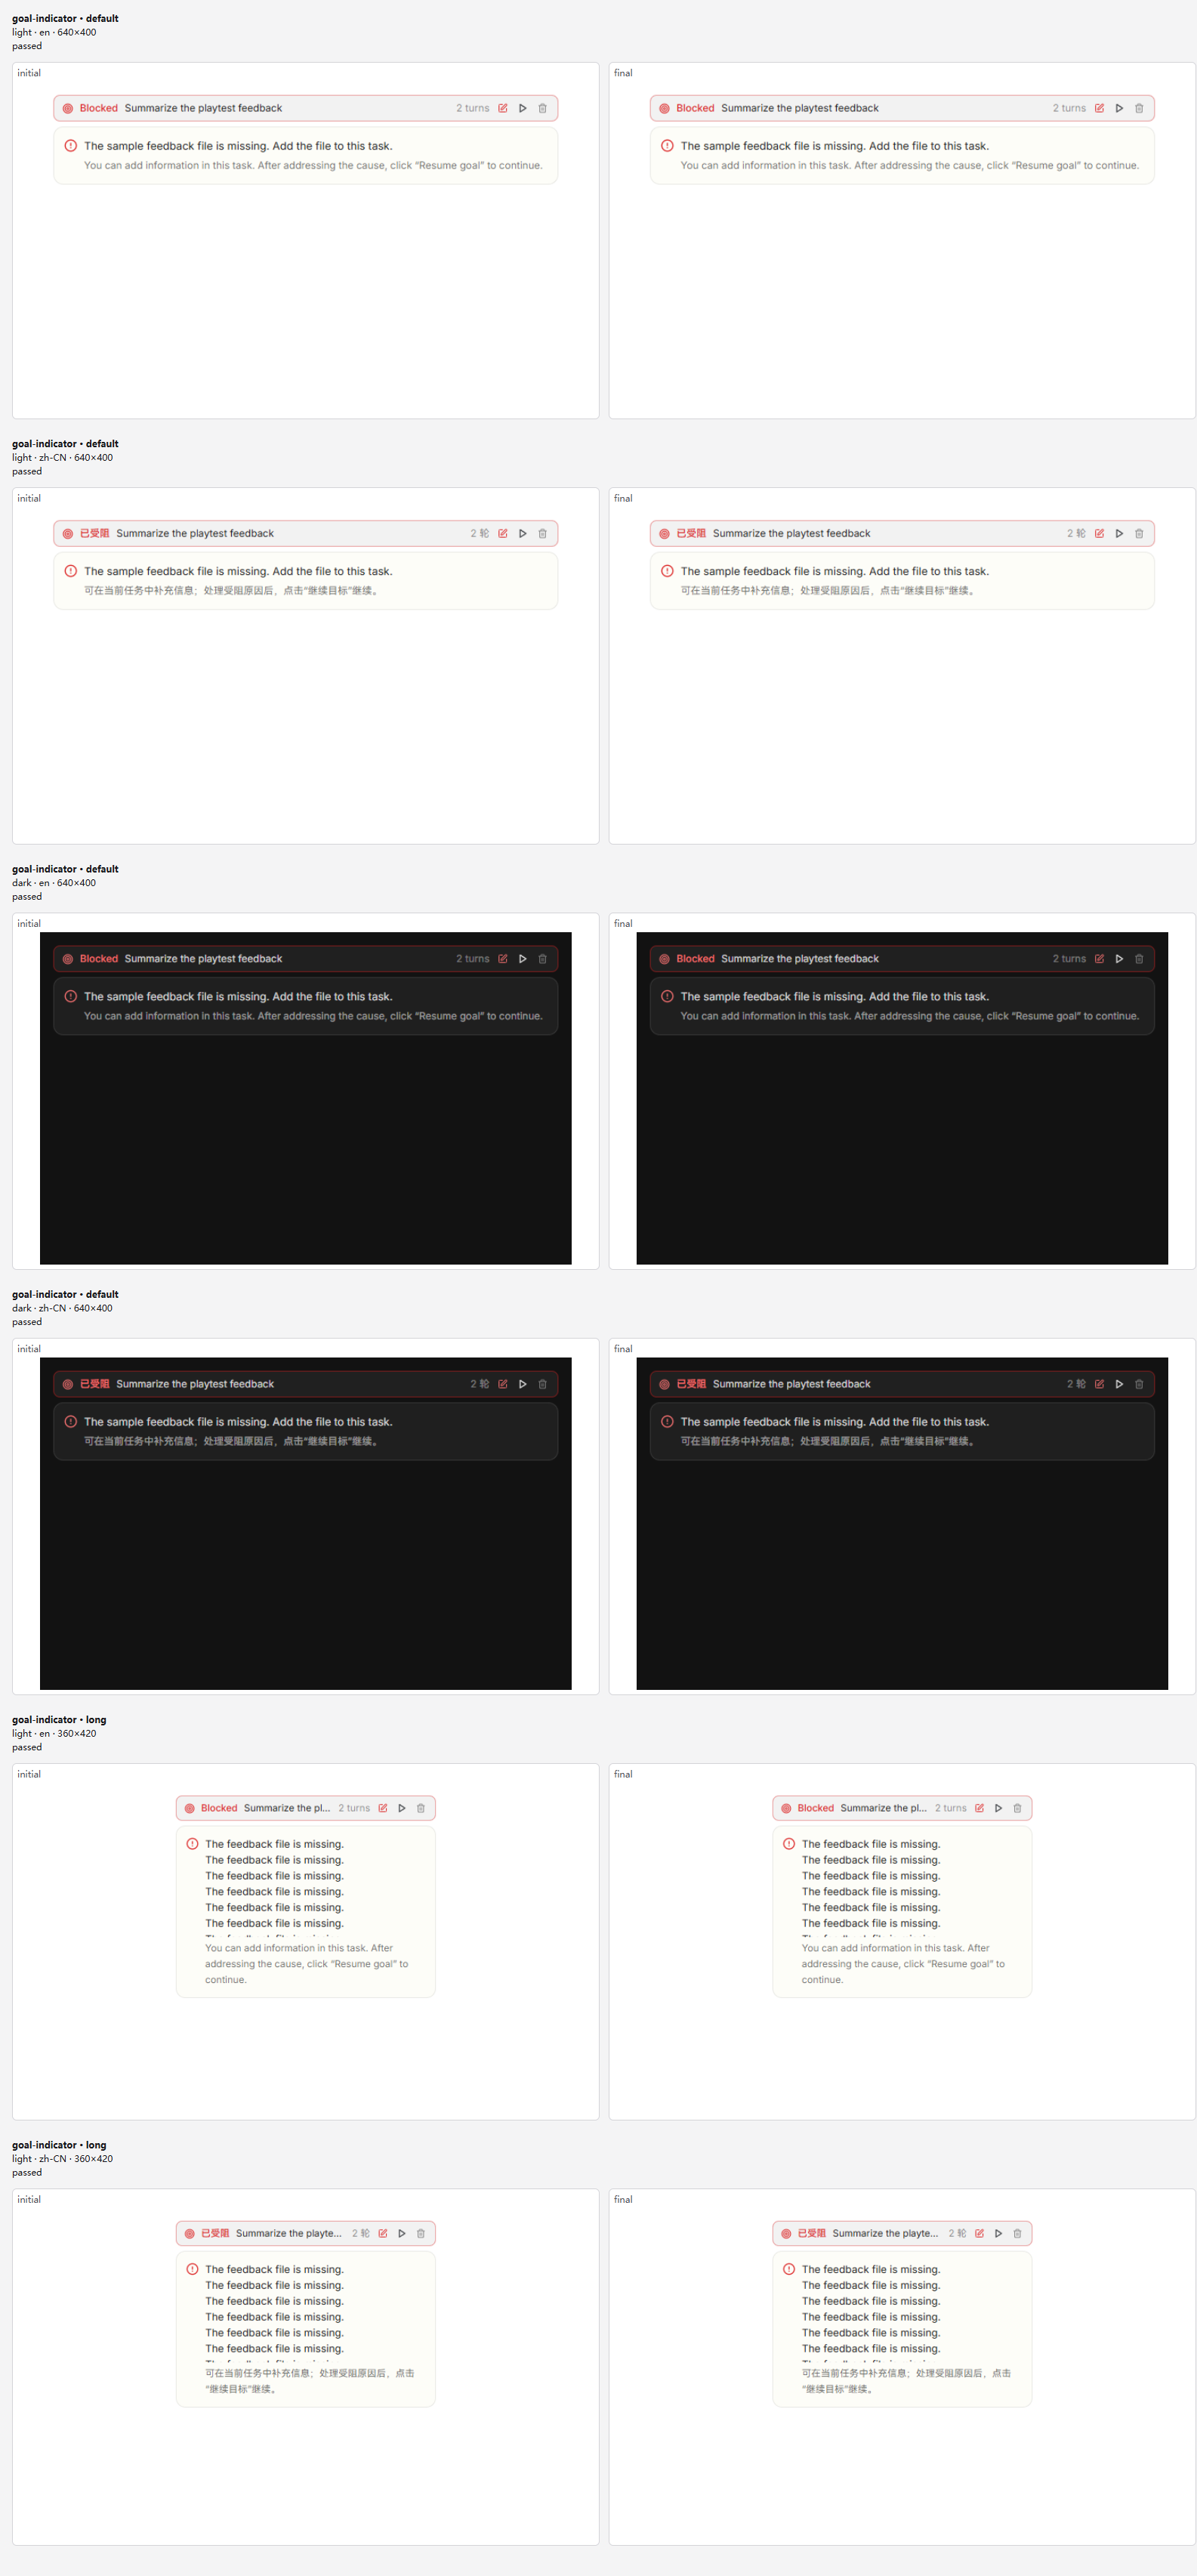 goal-indicator • default
light · en · 640×400
passed
initial
Blocked Summarize the playtest feedback 2 turns
The sample feedback file is missing. Add the file to this task.
You can add information in this task. After addressing the cause, click “Resume goal” to continue.
final
Blocked Summarize the playtest feedback 2 turns
The sample feedback file is missing. Add the file to this task.
You can add information in this task. After addressing the cause, click “Resume goal” to continue.
goal-indicator • default
light · zh-CN · 640×400
passed
initial
已受阻 Summarize the playtest feedback 2 轮
The sample feedback file is missing. Add the file to this task.
可在当前任务中补充信息；处理受阻原因后，点击“继续目标”继续。
final
已受阻 Summarize the playtest feedback 2 轮
The sample feedback file is missing. Add the file to this task.
可在当前任务中补充信息；处理受阻原因后，点击“继续目标”继续。
goal-indicator • default
dark · en · 640×400
passed
initial
Blocked Summarize the playtest feedback 2 turns
The sample feedback file is missing. Add the file to this task.
You can add information in this task. After addressing the cause, click “Resume goal” to continue.
final
Blocked Summarize the playtest feedback 2 turns
The sample feedback file is missing. Add the file to this task.
You can add information in this task. After addressing the cause, click “Resume goal” to continue.
goal-indicator • default
dark · zh-CN · 640×400
passed
initial
已受阻 Summarize the playtest feedback 2 轮
The sample feedback file is missing. Add the file to this task.
可在当前任务中补充信息；处理受阻原因后，点击“继续目标”继续。
final
已受阻 Summarize the playtest feedback 2 轮
The sample feedback file is missing. Add the file to this task.
可在当前任务中补充信息；处理受阻原因后，点击“继续目标”继续。
goal-indicator • long
light · en · 360×420
passed
initial
Blocked Summarize the pl... 2 turns
The feedback file is missing.
The feedback file is missing.
The feedback file is missing.
The feedback file is missing.
The feedback file is missing.
The feedback file is missing.
You can add information in this task. After
addressing the cause, click “Resume goal” to
continue.
final
Blocked Summarize the pl... 2 turns
The feedback file is missing.
The feedback file is missing.
The feedback file is missing.
The feedback file is missing.
The feedback file is missing.
The feedback file is missing.
You can add information in this task. After
addressing the cause, click “Resume goal” to
continue.
goal-indicator • long
light · zh-CN · 360×420
passed
initial
已受阻 Summarize the playte... 2 轮
The feedback file is missing.
The feedback file is missing.
The feedback file is missing.
The feedback file is missing.
The feedback file is missing.
The feedback file is missing.
可在当前任务中补充信息；处理受阻原因后，点击
“继续目标”继续。
final
已受阻 Summarize the playte... 2 轮
The feedback file is missing.
The feedback file is missing.
The feedback file is missing.
The feedback file is missing.
The feedback file is missing.
The feedback file is missing.
可在当前任务中补充信息；处理受阻原因后，点击
“继续目标”继续。